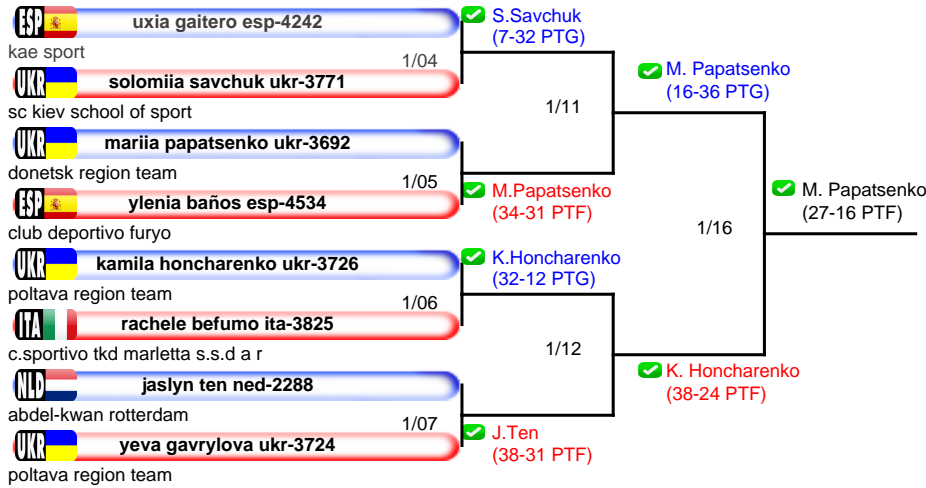 ESP uxia gaitero esp-4242
kae sport
1/04
UKR solomiia savchuk ukr-3771
sc kiev school of sport
UKR mariia papatsenko ukr-3692
donetsk region team
1/05
ESP ylenia baños esp-4534
club deportivo furyo
UKR kamila honcharenko ukr-3726
poltava region team
1/06
ITA rachele befumo ita-3825
c.sportivo tkd marletta s.s.d a r
NLD jaslyn ten ned-2288
abdel-kwan rotterdam
1/07
UKR yeva gavrylova ukr-3724
poltava region team
S.Savchuk
(7-32 PTG)
1/11
M.Papatsenko
(34-31 PTF)
K.Honcharenko
(32-12 PTG)
1/12
J.Ten
(38-31 PTF)
M. Papatsenko
(16-36 PTG)
1/16
K. Honcharenko
(38-24 PTF)
M. Papatsenko
(27-16 PTF)